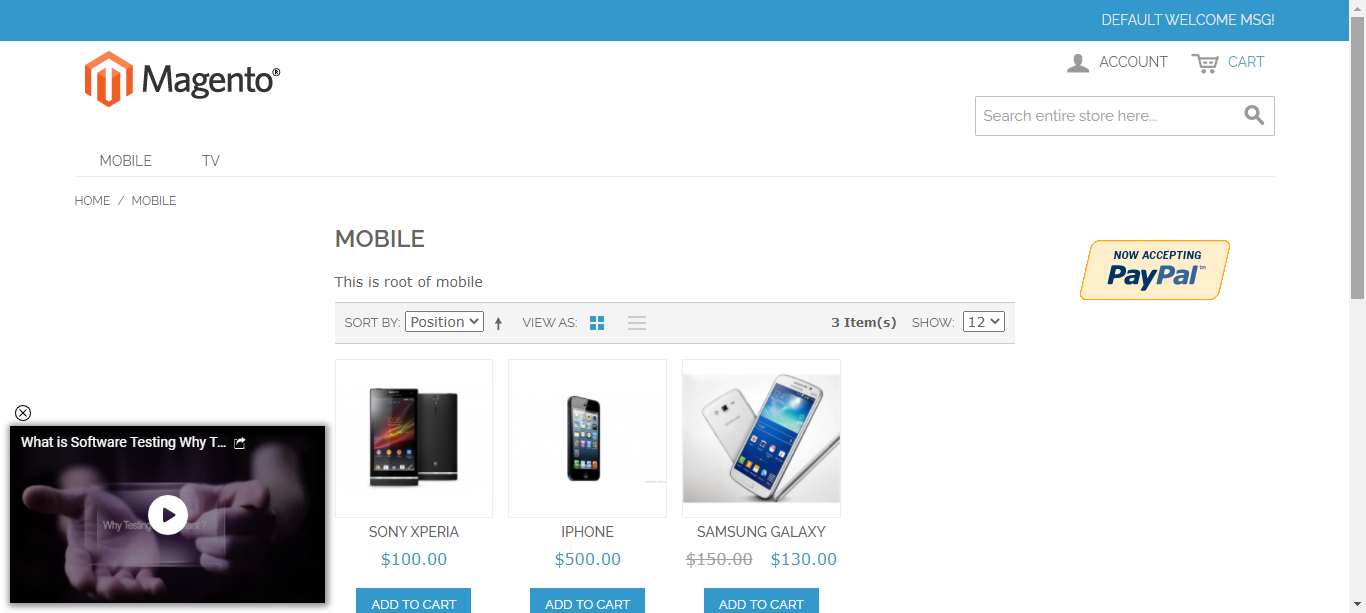 DEFAULT WELCOME MSG!
Magento®
ACCOUNT CART
Search entire store here...
MOBILE TV
HOME / MOBILE
MOBILE
NOW ACCEPTING
PayPal™
This is root of mobile
SORT BY: Position VIEW AS: 3 Item(s) SHOW: 12
What is Software Testing Why T...
Why Testing
SONY XPERIA IPHONE SAMSUNG GALAXY
$100.00 $500.00 $150.00 $130.00
ADD TO CART ADD TO CART ADD TO CART